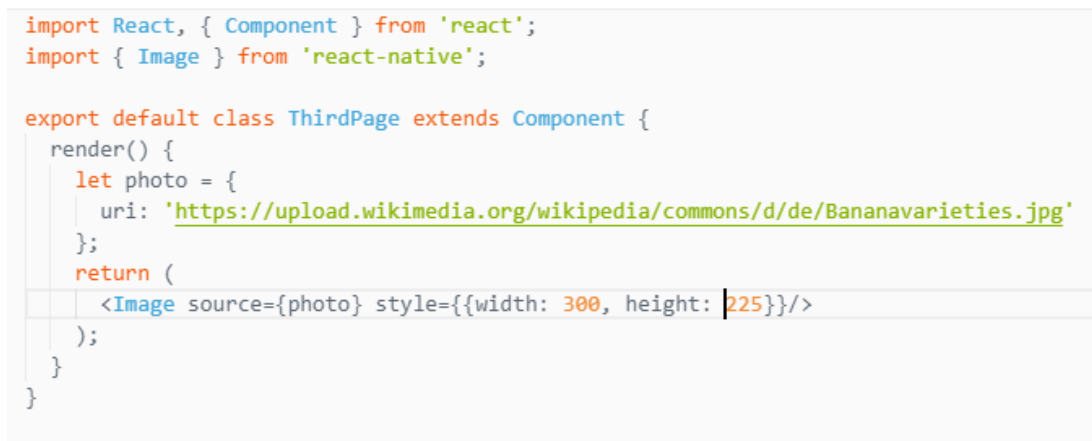 import React, { Component } from 'react';
import { Image } from 'react-native';

export default class ThirdPage extends Component {
  render() {
    let photo = {
      uri: 'https://upload.wikimedia.org/wikipedia/commons/d/de/Bananavarieties.jpg'
    };
    return (
      <Image source={photo} style={{width: 300, height: 225}}/>
    );
  }
}